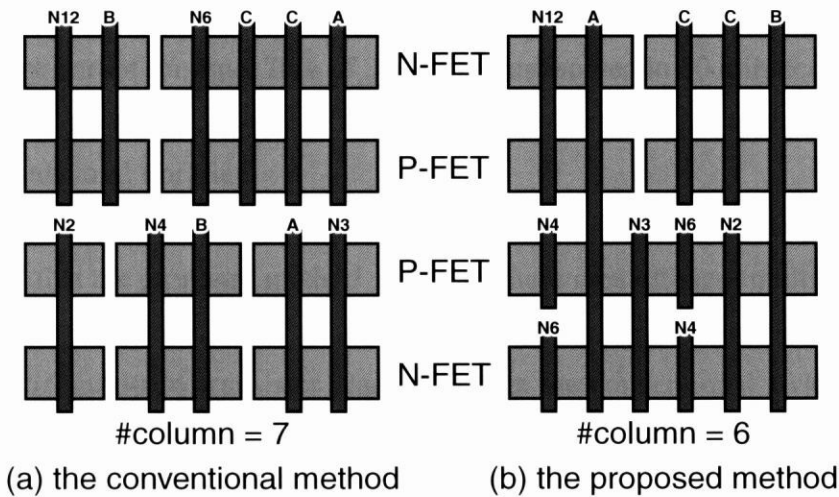 N12 B N6 C C A
N12 A C C B
N-FET
P-FET
N2 N4 B A N3
N4 N3 N6 N2
P-FET
N6 N4
N-FET
#column = 7
#column = 6
(a) the conventional method
(b) the proposed method